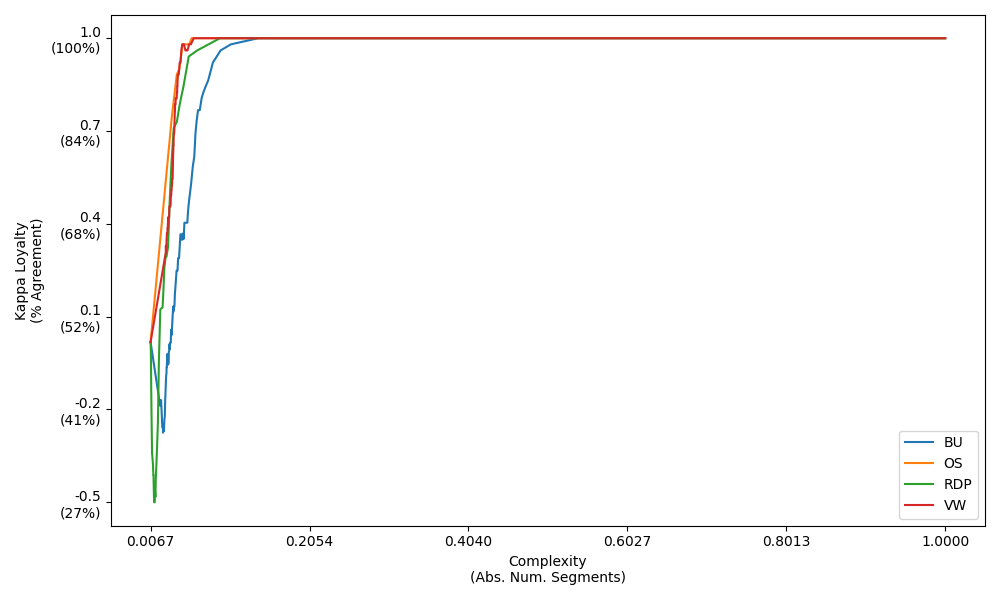 1.0
(100%)
0.7
(84%)
0.4
(68%)
0.1
(52%)
-0.2
(41%)
-0.5
(27%)
Kappa Loyalty
(% Agreement)
0.0067
0.2054
0.4040
0.6027
0.8013
1.0000
Complexity
(Abs. Num. Segments)
BU
OS
RDP
VW